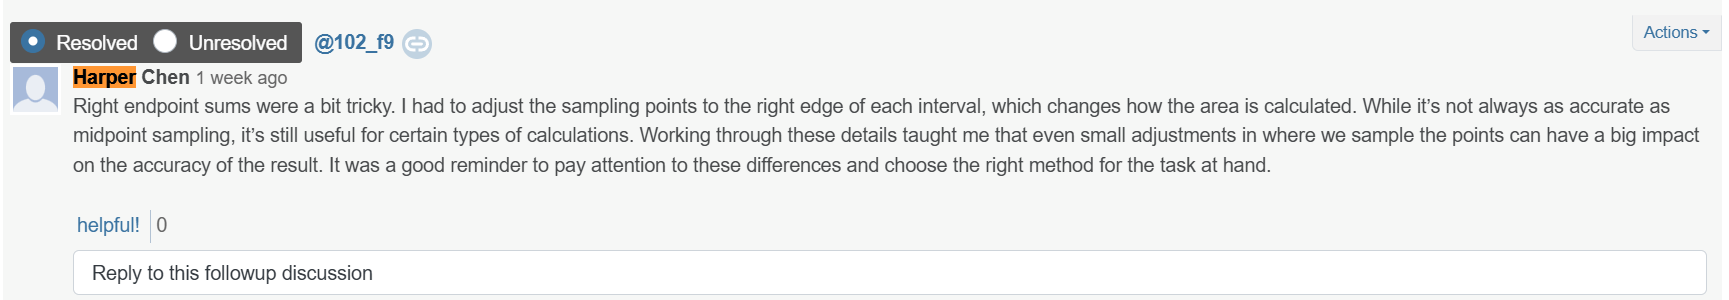 Resolved Unresolved @102_f9 Actions
Harper Chen 1 week ago
Right endpoint sums were a bit tricky. I had to adjust the sampling points to the right edge of each interval, which changes how the area is calculated. While it’s not always as accurate as
midpoint sampling, it’s still useful for certain types of calculations. Working through these details taught me that even small adjustments in where we sample the points can have a big impact
on the accuracy of the result. It was a good reminder to pay attention to these differences and choose the right method for the task at hand.
helpful! 0
Reply to this followup discussion